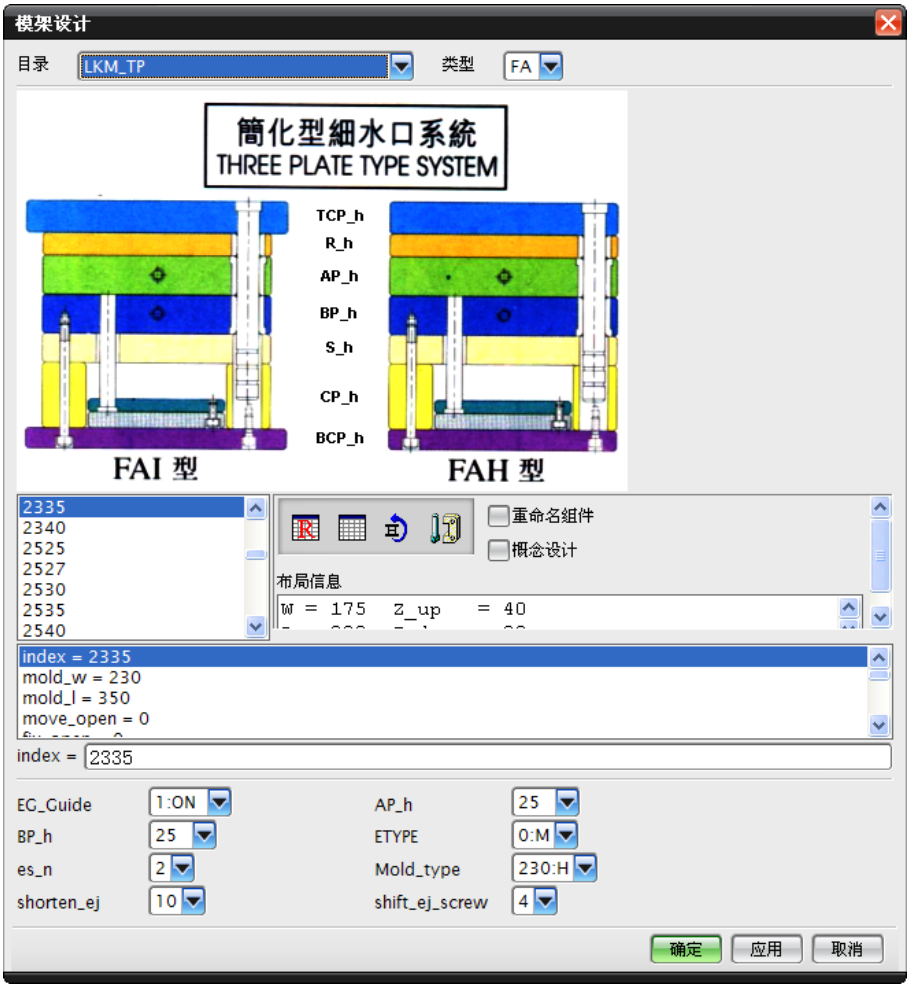 模架设计
目录 LKM_TP 类型 FA
簡化型細水口系統
THREE PLATE TYPE SYSTEM
TCP_h
R_h
AP_h
BP_h
S_h
CP_h
BCP_h
FAI 型 FAH 型
2335
2340
2525
2527
2530
2535
2540
R
重命名组件
概念设计
布局信息
W = 175 Z_up = 40
index = 2335
mold_w = 230
mold_l = 350
move_open = 0
index = 2335
EG_Guide 1:ON AP_h 25
BP_h 25 ETYPE 0:M
es_n 2 Mold_type 230:H
shorten_ej 10 shift_ej_screw 4
确定 应用 取消